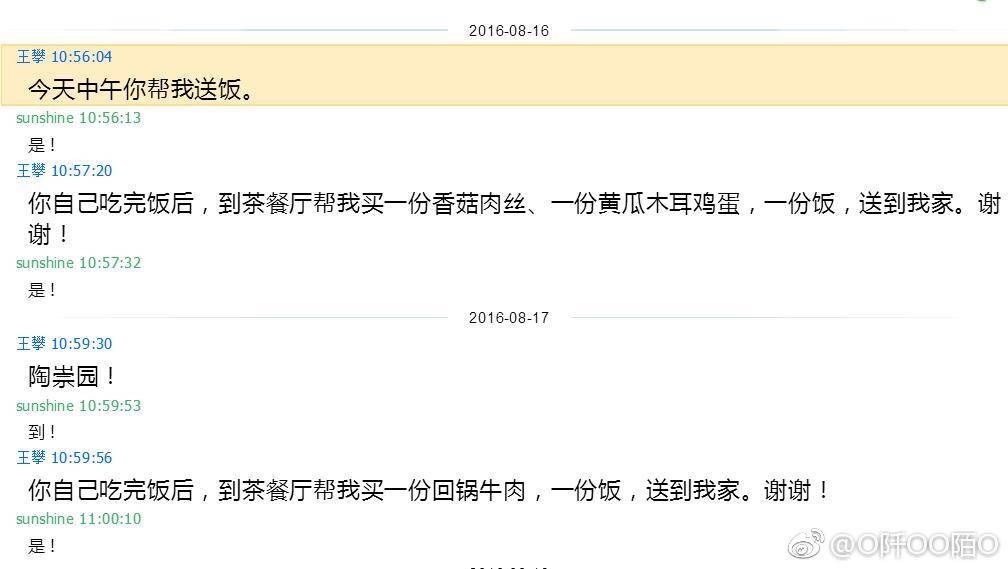 2016-08-16
王攀 10:56:04
今天中午你帮我送饭。
sunshine 10:56:13
是！
王攀 10:57:20
你自己吃完饭后，到茶餐厅帮我买一份香菇肉丝、一份黄瓜木耳鸡蛋，一份饭，送到我家。谢
谢！
sunshine 10:57:32
是！
2016-08-17
王攀 10:59:30
陶崇园！
sunshine 10:59:53
到！
王攀 10:59:56
你自己吃完饭后，到茶餐厅帮我买一份回锅牛肉，一份饭，送到我家。谢谢！
sunshine 11:00:10
是！
@O阡OO陌O